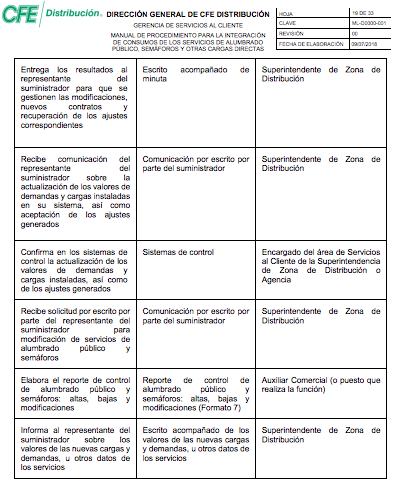 CFE Distribución®
DIRECCIÓN GENERAL DE CFE DISTRIBUCIÓN
GERENCIA DE SERVICIOS AL CLIENTE
MANUAL DE PROCEDIMIENTO PARA LA INTEGRACIÓN
DE CONSUMOS DE LOS SERVICIOS DE ALUMBRADO
PÚBLICO, SEMÁFOROS Y OTRAS CARGAS DIRECTAS
HOJA 19 DE 33
CLAVE ML-D0000-001
REVISIÓN 00
FECHA DE ELABORACIÓN 09/07/2018
Entrega los resultados al
representante del
suministrador para que se
gestionen las modificaciones,
nuevos contratos y
recuperación de los ajustes
correspondientes
Escrito acompañado de
minuta
Superintendente de Zona de
Distribución
Recibe comunicación del
representante del
suministrador sobre la
actualización de los valores de
demandas y cargas instaladas
en su sistema, así como
aceptación de los ajustes
generados
Comunicación por escrito por
parte del suministrador
Superintendente de Zona de
Distribución
Confirma en los sistemas de
control la actualización de los
valores de demandas y
cargas instaladas, así como
de los ajustes generados
Sistemas de control
Encargado del área de Servicios
al Cliente de la Superintendencia
de Zona de Distribución o
Agencia
Recibe solicitud por escrito por
parte del representante del
suministrador para
modificación de servicios de
alumbrado público y
semáforos
Comunicación por escrito por
parte del suministrador
Superintendente de Zona de
Distribución
Elabora el reporte de control
de alumbrado público y
semáforos: altas, bajas y
modificaciones
Reporte de control de
alumbrado público y
semáforos: altas, bajas y
modificaciones (Formato 7)
Auxiliar Comercial (o puesto que
realiza la función)
Informa al representante del
suministrador sobre los
valores de las nuevas cargas y
demandas, u otros datos de
los servicios
Escrito acompañado de los
valores de las nuevas cargas
y demandas, u otros datos de
los servicios
Superintendente de Zona de
Distribución